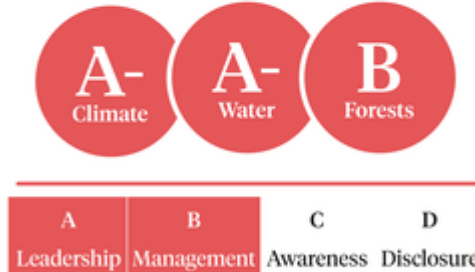 A- A- B
Climate Water Forests
A B C D
Leadership Management Awareness Disclosure